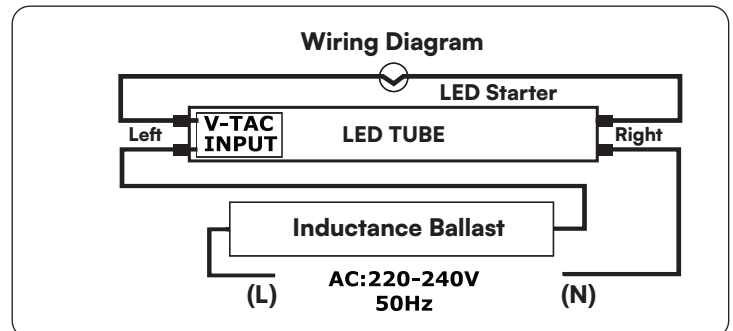 Wiring Diagram
LED Starter
Left
V-TAC
INPUT
LED TUBE
Right
Inductance Ballast
(L)
AC:220-240V
50Hz
(N)